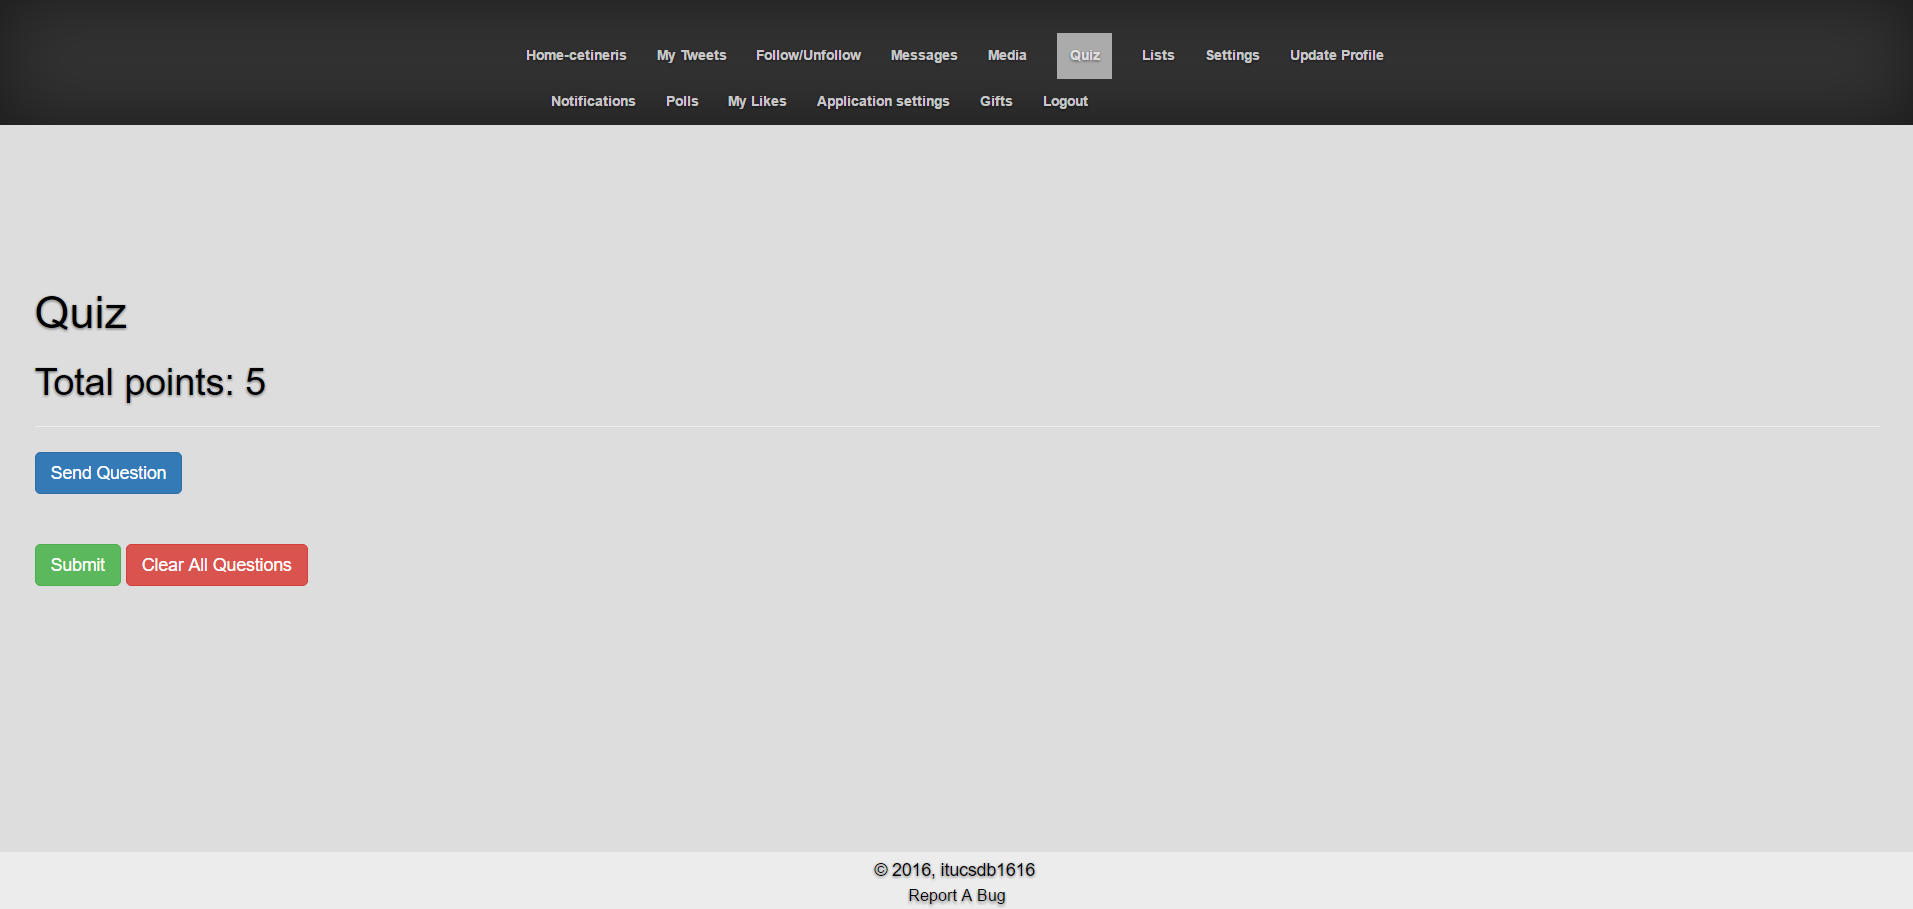 Home-cetineris My Tweets Follow/Unfollow Messages Media Quiz Lists Settings Update Profile
Notifications Polls My Likes Application settings Gifts Logout
Quiz
Total points: 5
Send Question
Submit Clear All Questions
© 2016, itucsdb1616
Report A Bug